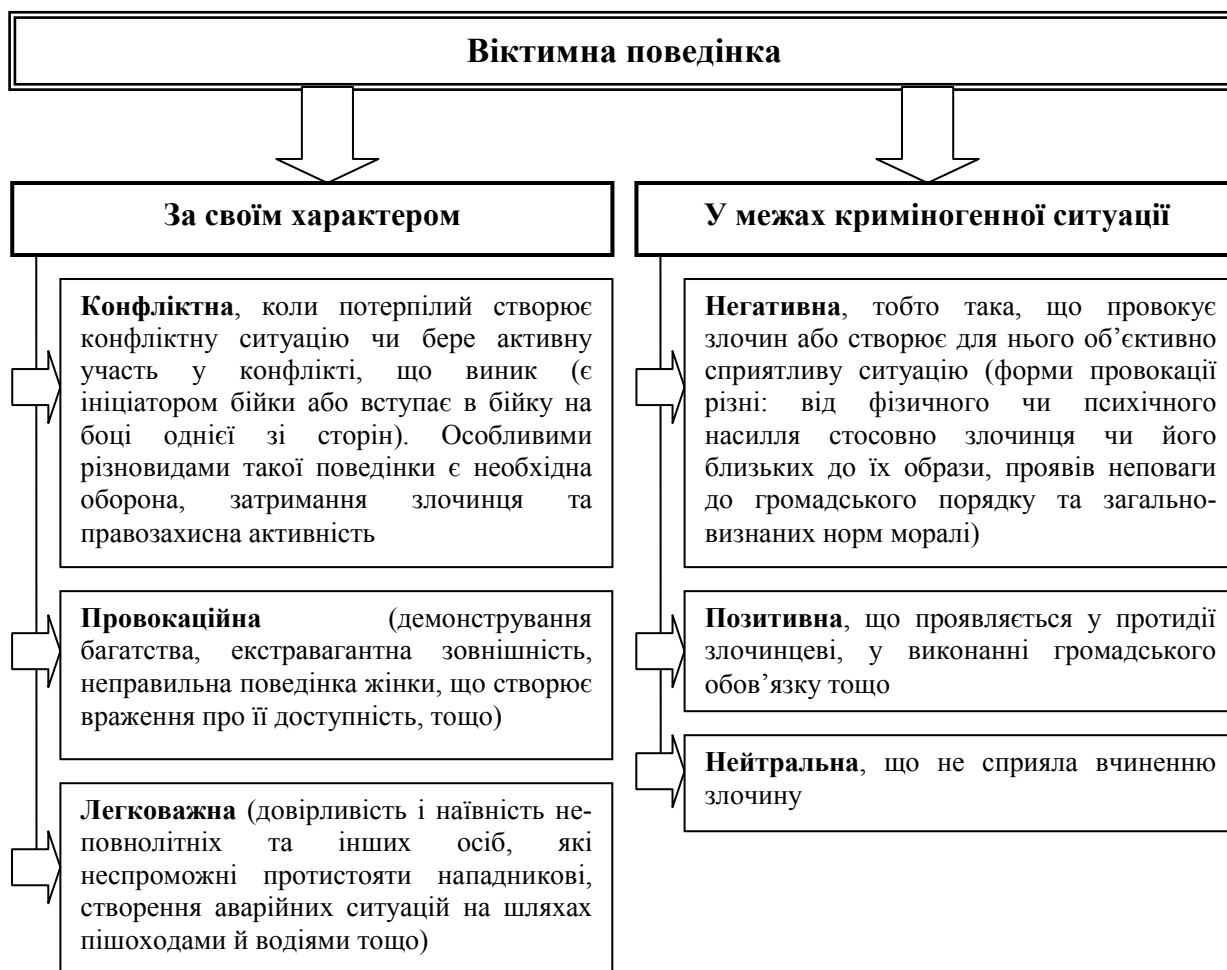 Віктимна поведінка
За своїм характером
Конфліктна, коли потерпілий створює
конфліктну ситуацію чи бере активну
участь у конфлікті, що виник (є
ініціатором бійки або вступає в бійку на
боці однієї зі сторін). Особливими
різновидами такої поведінки є необхідна
оборона, затримання злочинця та
правозахисна активність
Провокаційна (демонстрування
багатства, екстравагантна зовнішність,
неправильна поведінка жінки, що створює
враження про її доступність, тощо)
Легковажна (довірливість і наївність не-
повнолітніх та інших осіб, які
неспроможні протистояти нападникові,
створення аварійних ситуацій на шляхах
пішоходами й водіями тощо)
У межах криміногенної ситуації
Негативна, тобто така, що провокує
злочин або створює для нього об’єктивно
сприятливу ситуацію (форми провокації
різні: від фізичного чи психічного
насилля стосовно злочинця чи його
близьких до їх образи, проявів неповаги
до громадського порядку та загально-
визнаних норм моралі)
Позитивна, що проявляється у протидії
злочинцеві, у виконанні громадського
обов’язку тощо
Нейтральна, що не сприяла вчиненню
злочину